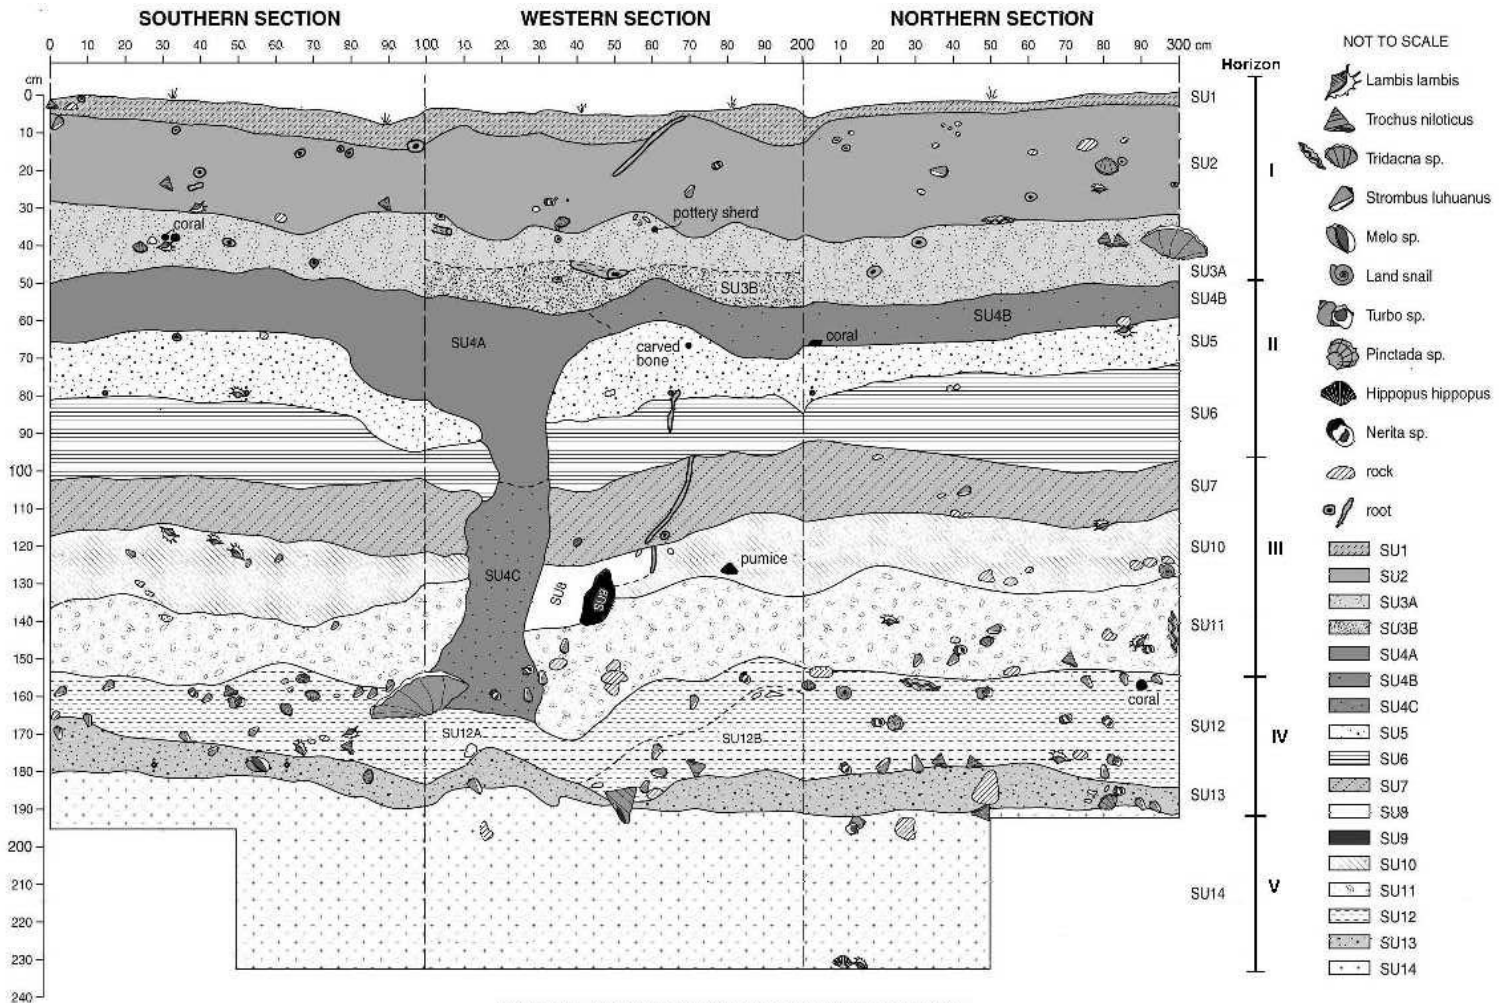 SOUTHERN SECTION WESTERN SECTION NORTHERN SECTION
0 10 20 30 40 50 60 70 80 90 100 10 20 30 40 50 60 70 80 90 200 10 20 30 40 50 60 70 80 90 300 cm
cm
0
10
20
30
40
50
60
70
80
90
100
110
120
130
140
150
160
170
180
190
200
210
220
230
240
coral
pottery sherd
SU3B
SU4A
SU4B
carved
bone
coral
SU4C
SU8
SU9
pumice
coral
SU12A
SU12B
SU1
SU2
SU3A
SU4B
SU5
SU6
SU7
SU10
SU11
SU12
SU13
SU14
Horizon
I
II
III
IV
V
NOT TO SCALE
Lambis lambis
Trochus niloticus
Tridacna sp.
Strombus luhuanus
Melo sp.
Land snail
Turbo sp.
Pinctada sp.
Hippopus hippopus
Nerita sp.
rock
root
SU1
SU2
SU3A
SU3B
SU4A
SU4B
SU4C
SU5
SU6
SU7
SU8
SU9
SU10
SU11
SU12
SU13
SU14